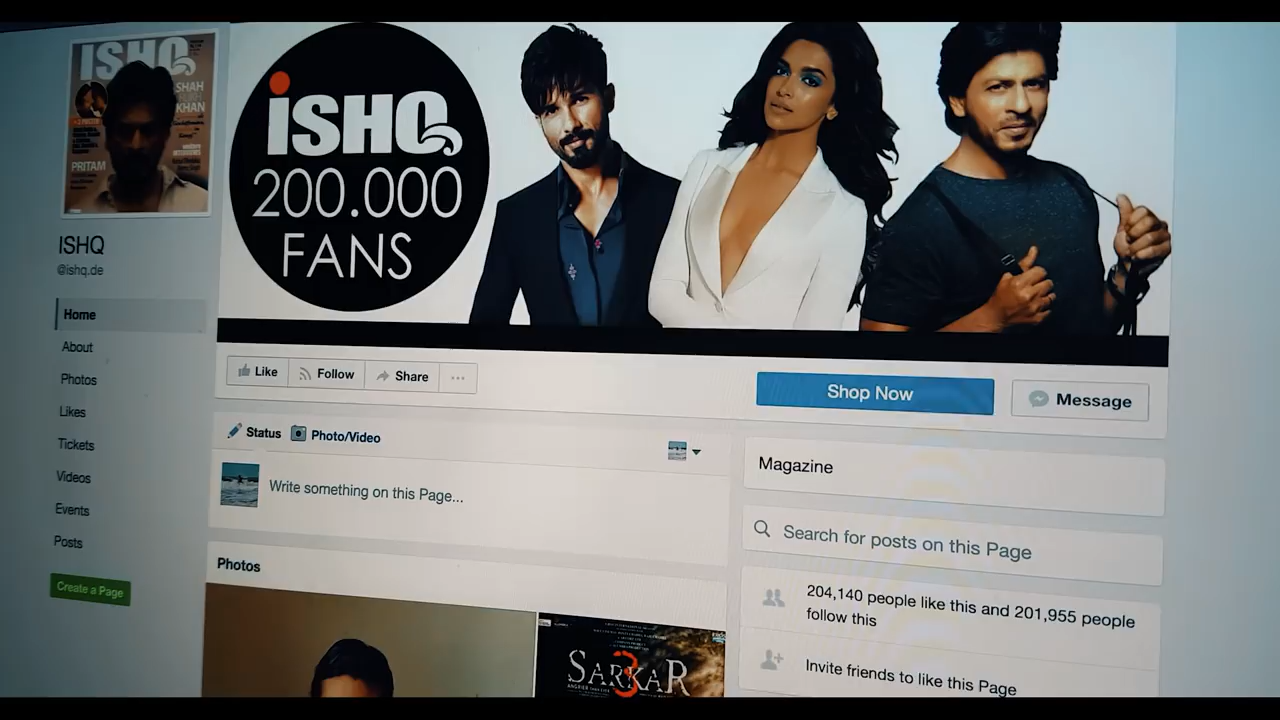 ISHQ
SHAH
KHAN
PRITAM
ISHQ
200.000
FANS
ISHQ
@ishq.de
Home
About
Photos
Likes
Tickets
Videos
Events
Posts
Create a Page
Like
Follow
Share
...
Shop Now
Message
Status
Photo/Video
Write something on this Page...
Photos
SARKAR
3
Magazine
Search for posts on this Page
204,140 people like this and 201,955 people
follow this
Invite friends to like this Page